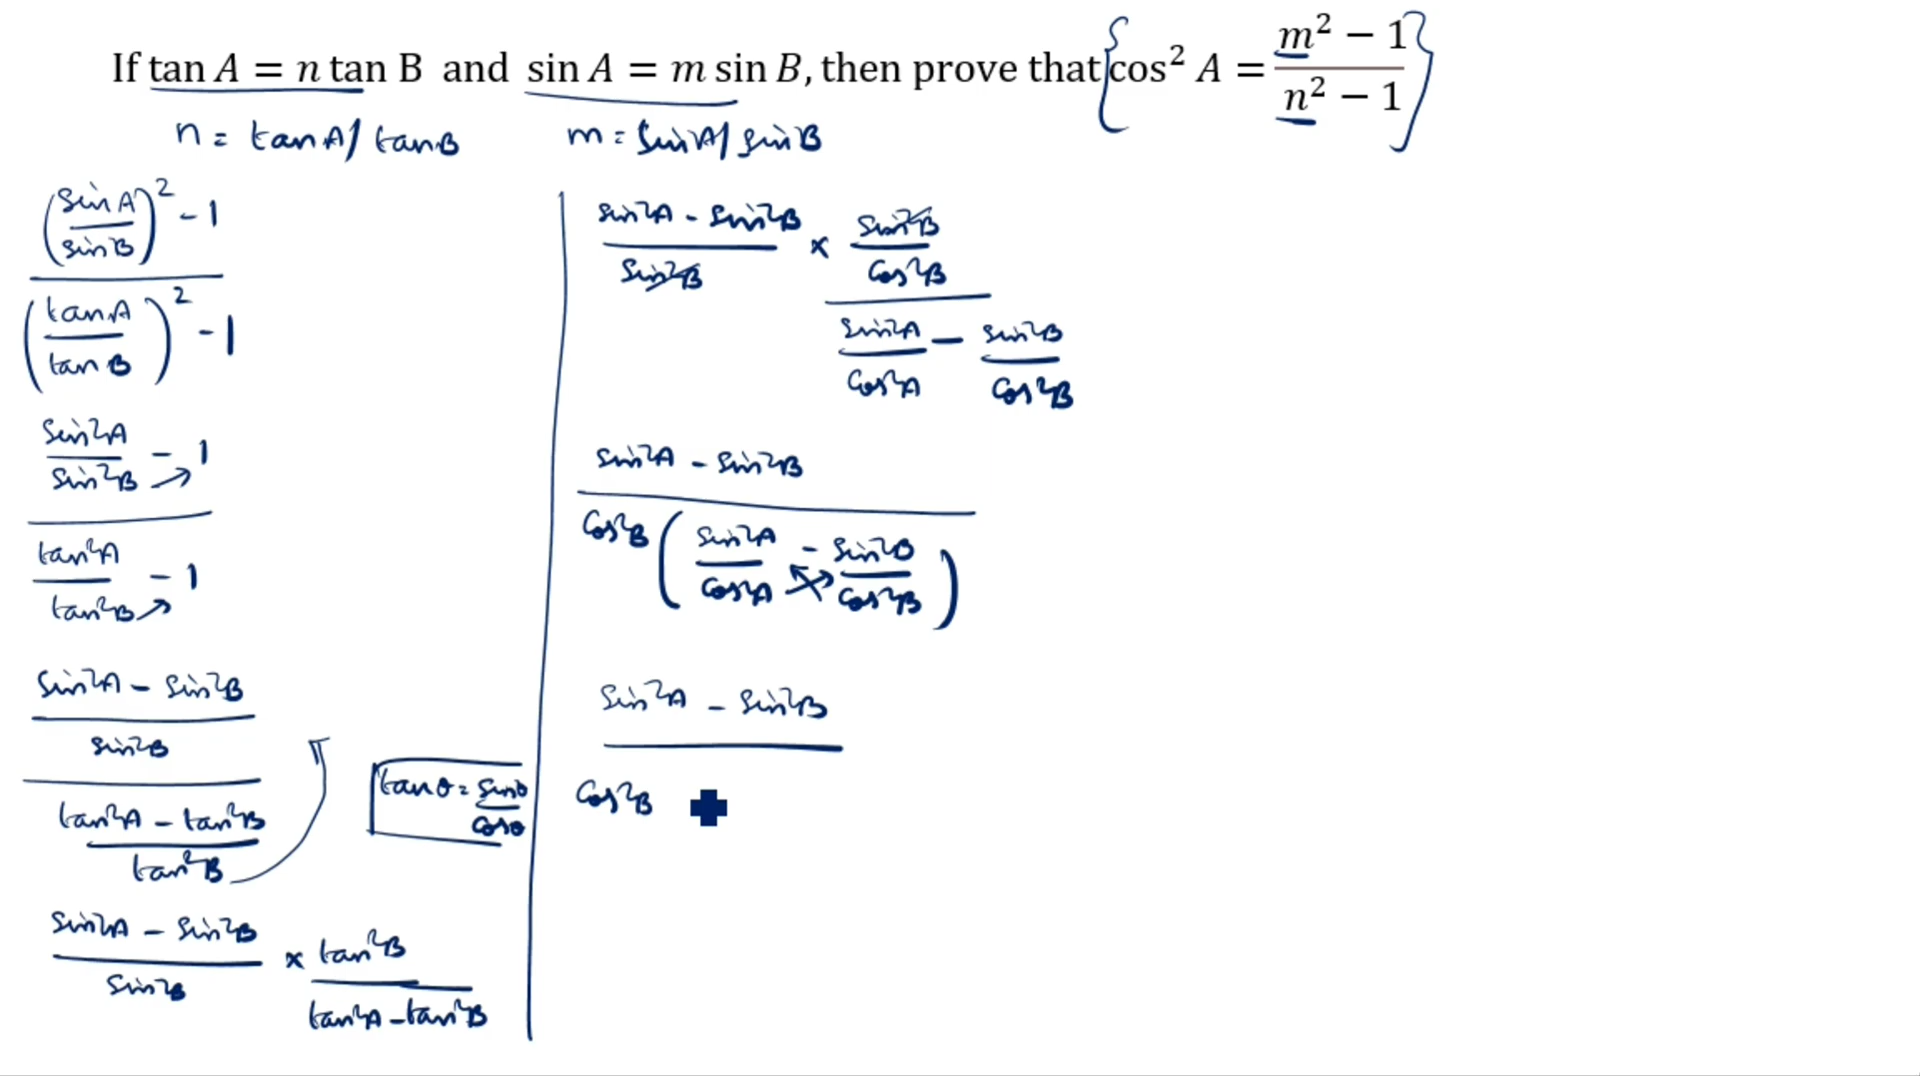 If tan A = n tan B and sin A = m sin B, then prove that {cos² A = (m² − 1)/(n² − 1)}
n = tanA / tanB
m = sinA / sinB
((sinA/sinB)² - 1) / ((tanA/tanB)² - 1)
(sin²A/sin²B - 1) / (tan²A/tan²B - 1)
((sin²A - sin²B)/sin²B) / ((tan²A - tan²B)/tan²B)
tanθ = sinθ/cosθ
(sin²A - sin²B)/sin²B × tan²B/(tan²A - tan²B)
(sin²A - sin²B)/sin²B × (sin²B/cos²B)/(sin²A/cos²A - sin²B/cos²B)
(sin²A - sin²B)/(cos²B (sin²A/cos²A - sin²B/cos²B))
sin²A - sin²B
cos²B